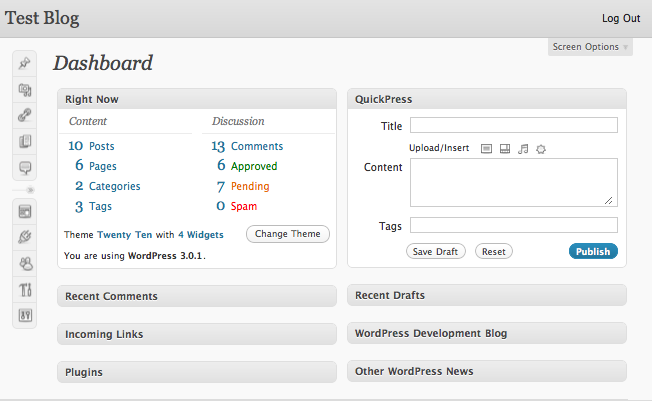 Test Blog
Log Out
Screen Options
Dashboard
Right Now
Content
Discussion
10 Posts
13 Comments
6 Pages
6 Approved
2 Categories
7 Pending
3 Tags
0 Spam
Theme Twenty Ten with 4 Widgets
Change Theme
You are using WordPress 3.0.1.
QuickPress
Title
Upload/Insert
Content
Tags
Save Draft
Reset
Publish
Recent Comments
Recent Drafts
Incoming Links
WordPress Development Blog
Plugins
Other WordPress News